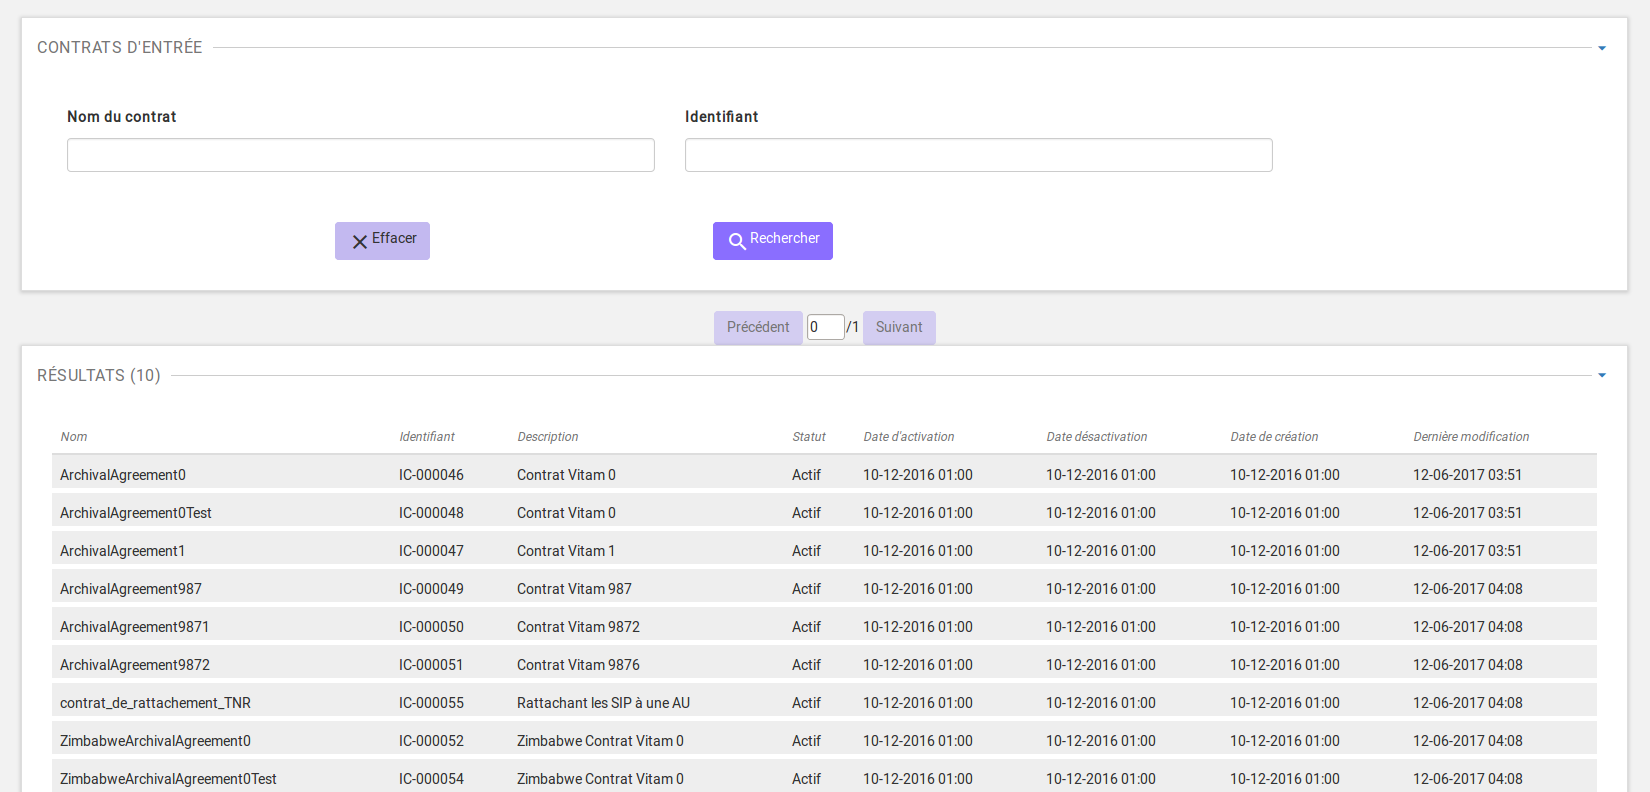 CONTRATS D'ENTRÉE
Nom du contrat Identifiant
Effacer Rechercher
Précédent 0 /1 Suivant
RÉSULTATS (10)
Nom Identifiant Description Statut Date d'activation Date désactivation Date de création Dernière modification
ArchivalAgreement0 IC-000046 Contrat Vitam 0 Actif 10-12-2016 01:00 10-12-2016 01:00 10-12-2016 01:00 12-06-2017 03:51
ArchivalAgreement0Test IC-000048 Contrat Vitam 0 Actif 10-12-2016 01:00 10-12-2016 01:00 10-12-2016 01:00 12-06-2017 03:51
ArchivalAgreement1 IC-000047 Contrat Vitam 1 Actif 10-12-2016 01:00 10-12-2016 01:00 10-12-2016 01:00 12-06-2017 03:51
ArchivalAgreement987 IC-000049 Contrat Vitam 987 Actif 10-12-2016 01:00 10-12-2016 01:00 10-12-2016 01:00 12-06-2017 04:08
ArchivalAgreement9871 IC-000050 Contrat Vitam 9872 Actif 10-12-2016 01:00 10-12-2016 01:00 10-12-2016 01:00 12-06-2017 04:08
ArchivalAgreement9872 IC-000051 Contrat Vitam 9876 Actif 10-12-2016 01:00 10-12-2016 01:00 10-12-2016 01:00 12-06-2017 04:08
contrat_de_rattachement_TNR IC-000055 Rattachant les SIP à une AU Actif 10-12-2016 01:00 10-12-2016 01:00 10-12-2016 01:00 12-06-2017 04:08
ZimbabweArchivalAgreement0 IC-000052 Zimbabwe Contrat Vitam 0 Actif 10-12-2016 01:00 10-12-2016 01:00 10-12-2016 01:00 12-06-2017 04:08
ZimbabweArchivalAgreement0Test IC-000054 Zimbabwe Contrat Vitam 0 Actif 10-12-2016 01:00 10-12-2016 01:00 10-12-2016 01:00 12-06-2017 04:08